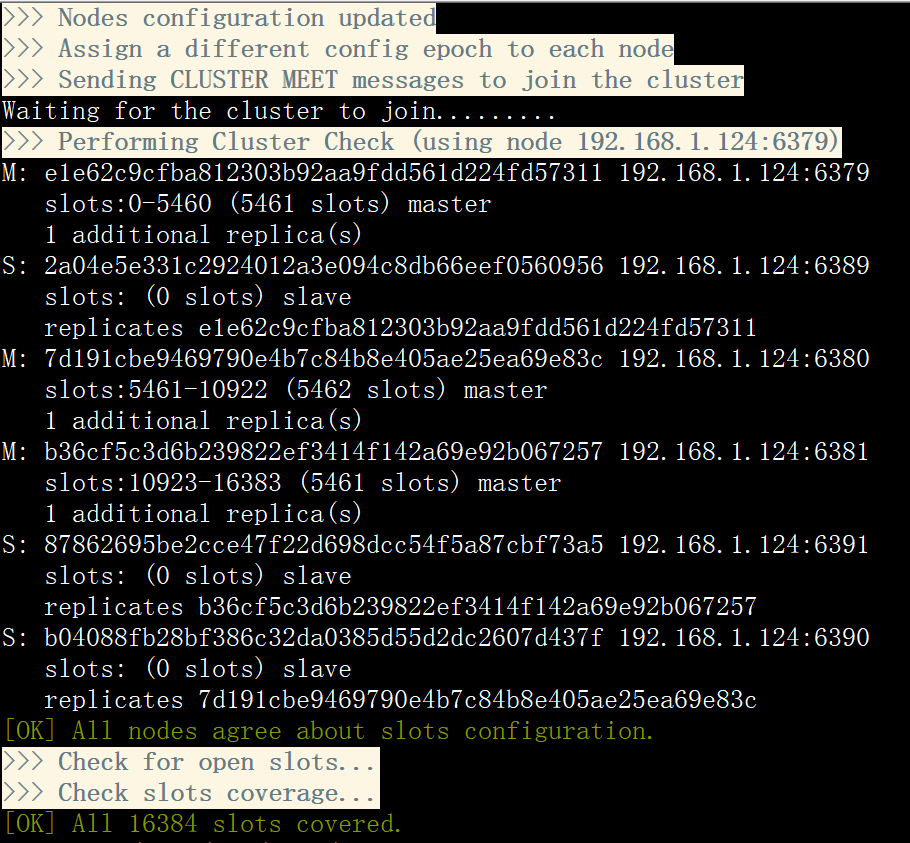 >>> Nodes configuration updated
>>> Assign a different config epoch to each node
>>> Sending CLUSTER MEET messages to join the cluster
Waiting for the cluster to join.........
>>> Performing Cluster Check (using node 192.168.1.124:6379)
M: e1e62c9cfba812303b92aa9fdd561d224fd57311 192.168.1.124:6379
   slots:0-5460 (5461 slots) master
   1 additional replica(s)
S: 2a04e5e331c2924012a3e094c8db66eef0560956 192.168.1.124:6389
   slots: (0 slots) slave
   replicates e1e62c9cfba812303b92aa9fdd561d224fd57311
M: 7d191cbe9469790e4b7c84b8e405ae25ea69e83c 192.168.1.124:6380
   slots:5461-10922 (5462 slots) master
   1 additional replica(s)
M: b36cf5c3d6b239822ef3414f142a69e92b067257 192.168.1.124:6381
   slots:10923-16383 (5461 slots) master
   1 additional replica(s)
S: 87862695be2cce47f22d698dcc54f5a87cbf73a5 192.168.1.124:6391
   slots: (0 slots) slave
   replicates b36cf5c3d6b239822ef3414f142a69e92b067257
S: b04088fb28bf386c32da0385d55d2dc2607d437f 192.168.1.124:6390
   slots: (0 slots) slave
   replicates 7d191cbe9469790e4b7c84b8e405ae25ea69e83c
[OK] All nodes agree about slots configuration.
>>> Check for open slots...
>>> Check slots coverage...
[OK] All 16384 slots covered.